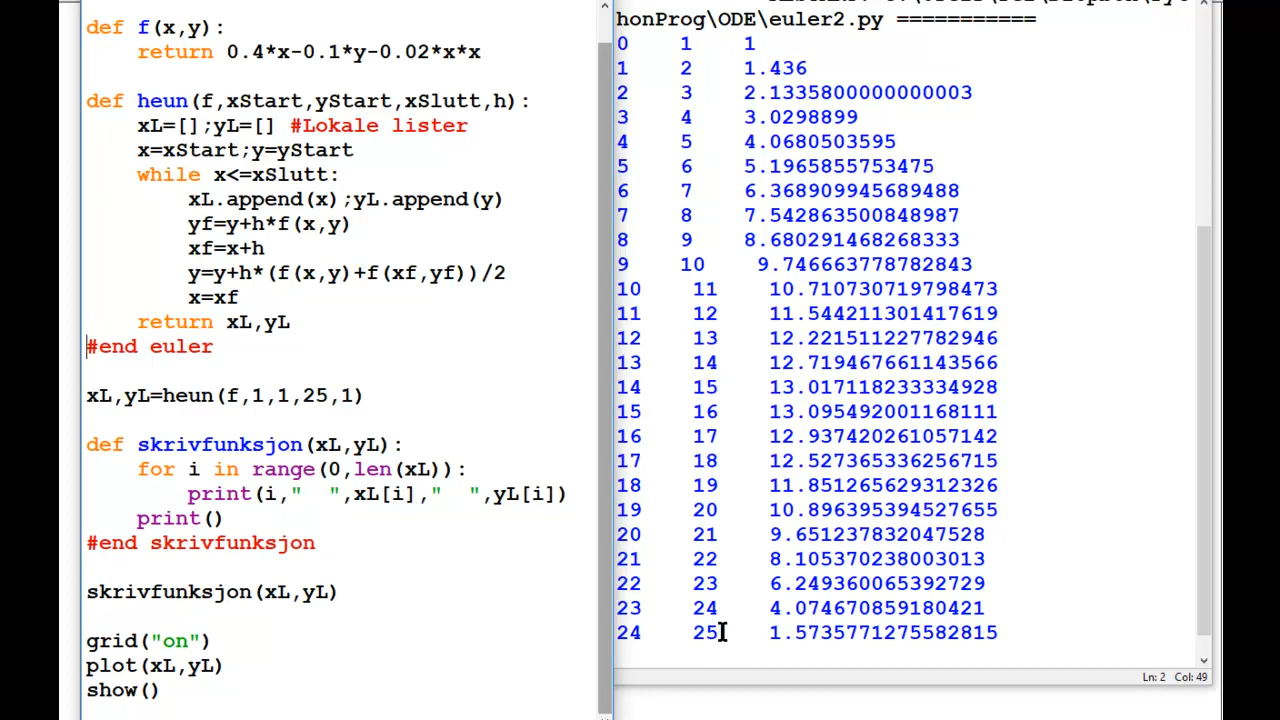 def f(x,y):
return 0.4*x-0.1*y-0.02*x*x
def heun(f,xStart,yStart,xSlutt,h):
xL=[];yL=[] #Lokale lister
x=xStart;y=yStart
while x<=xSlutt:
xL.append(x);yL.append(y)
yf=y+h*f(x,y)
xf=x+h
y=y+h*(f(x,y)+f(xf,yf))/2
x=xf
return xL,yL
#end euler
xL,yL=heun(f,1,1,25,1)
def skrivfunksjon(xL,yL):
for i in range(0,len(xL)):
print(i,"  ",xL[i],"  ",yL[i])
print()
#end skrivfunksjon
skrivfunksjon(xL,yL)
grid("on")
plot(xL,yL)
show()
honProg\ODE\euler2.py ===========
0 1 1
1 2 1.436
2 3 2.1335800000000003
3 4 3.0298899
4 5 4.0680503595
5 6 5.1965855753475
6 7 6.368909945689488
7 8 7.542863500848987
8 9 8.680291468268333
9 10 9.746663778782843
10 11 10.710730719798473
11 12 11.544211301417619
12 13 12.221511227782946
13 14 12.719467661143566
14 15 13.017118233334928
15 16 13.095492001168111
16 17 12.937420261057142
17 18 12.527365336256715
18 19 11.851265629312326
19 20 10.896395394527655
20 21 9.651237832047528
21 22 8.105370238003013
22 23 6.249360065392729
23 24 4.074670859180421
24 25 1.5735771275582815
Ln: 2 Col: 49